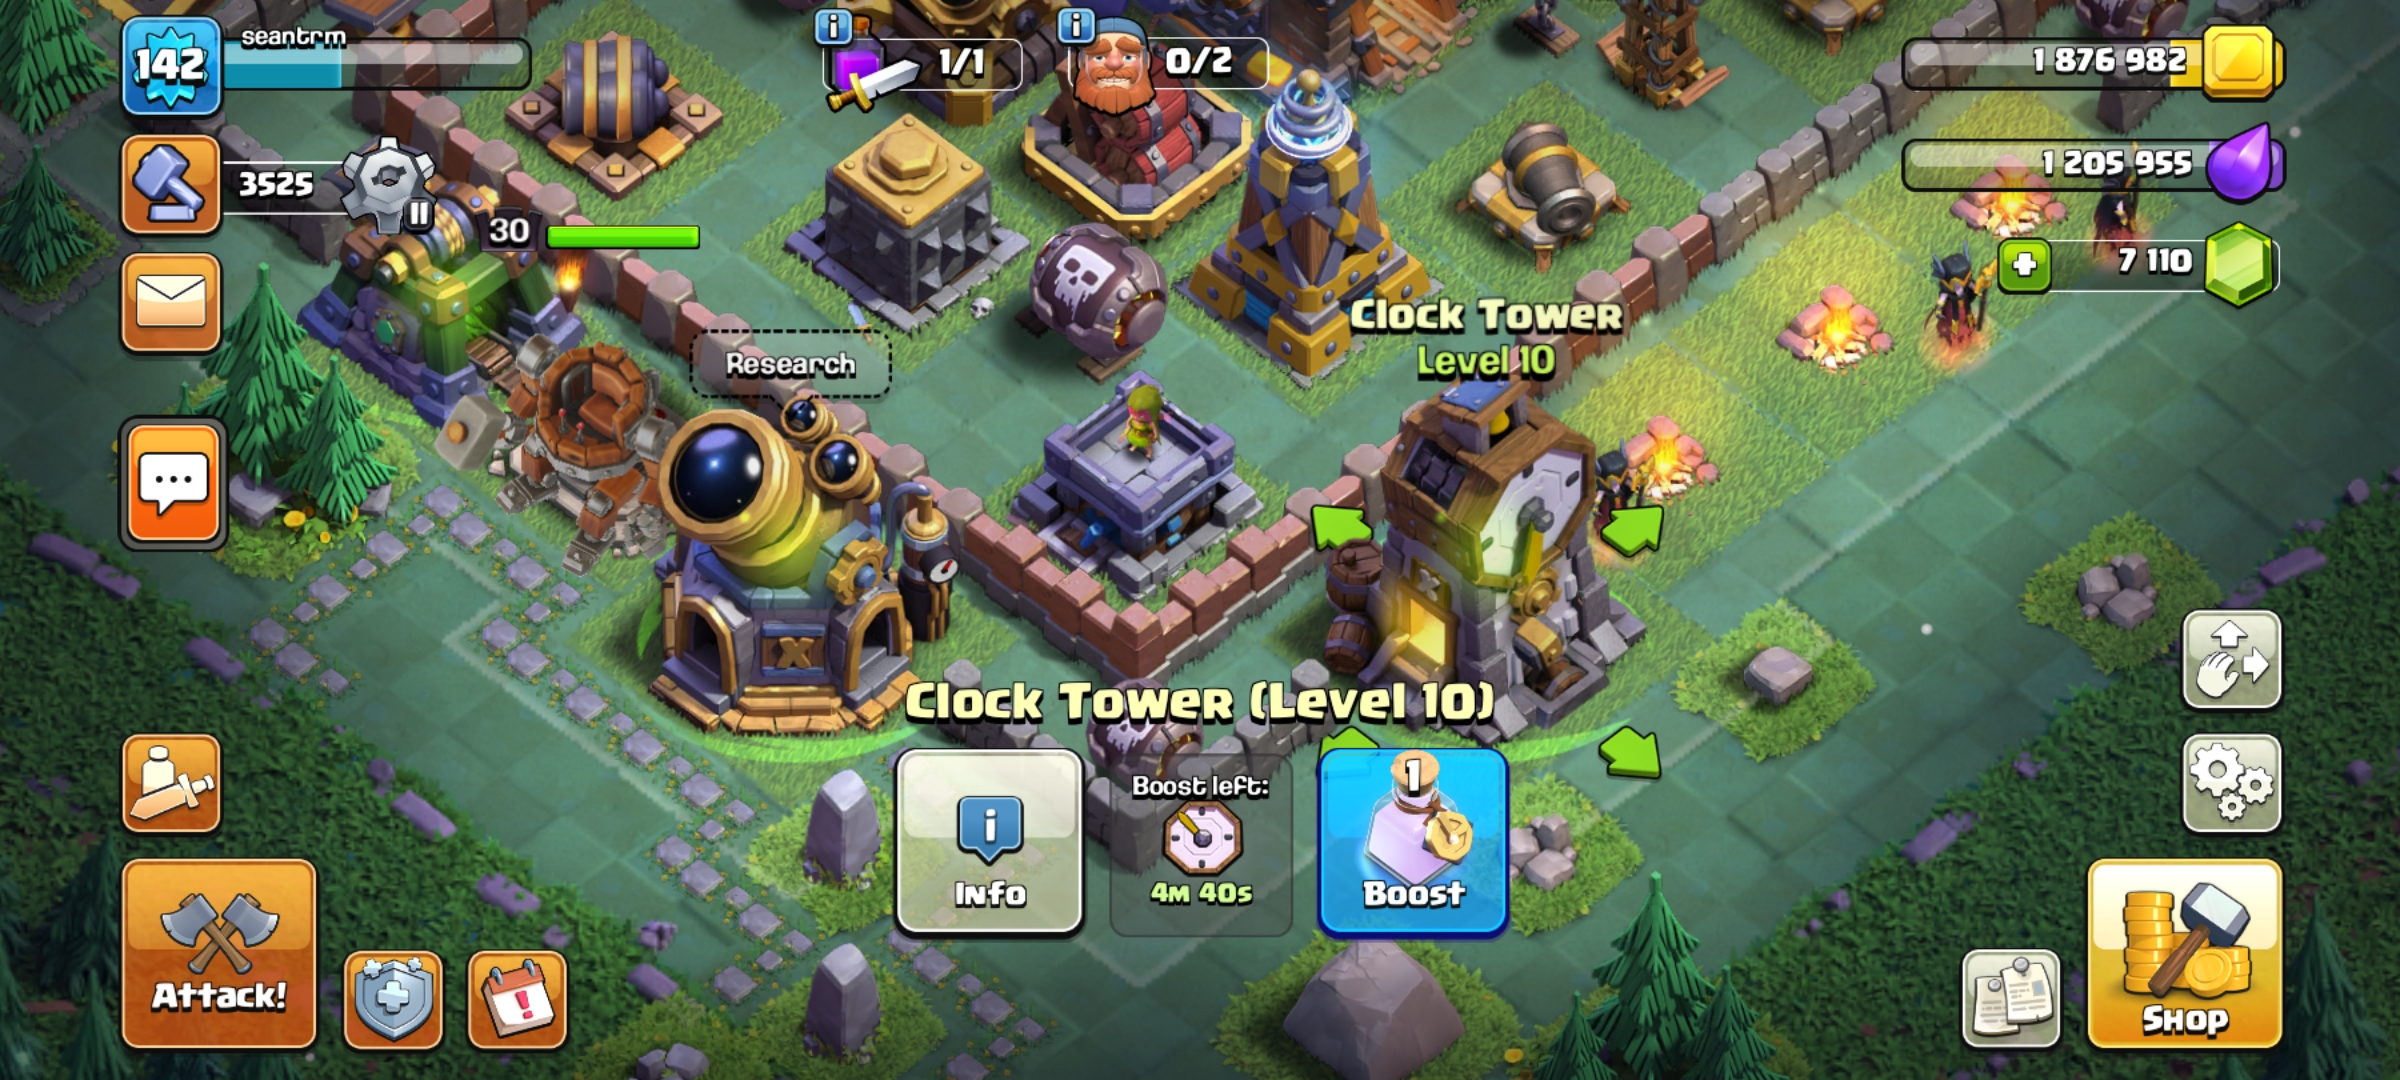 142
seantrm
1/1
0/2
1 876 982
3525
30
1 205 955
7 110
Research
Clock Tower
Level 10
Clock Tower (Level 10)
Info
Boost left:
4m 40s
1
Boost
Attack!
Shop